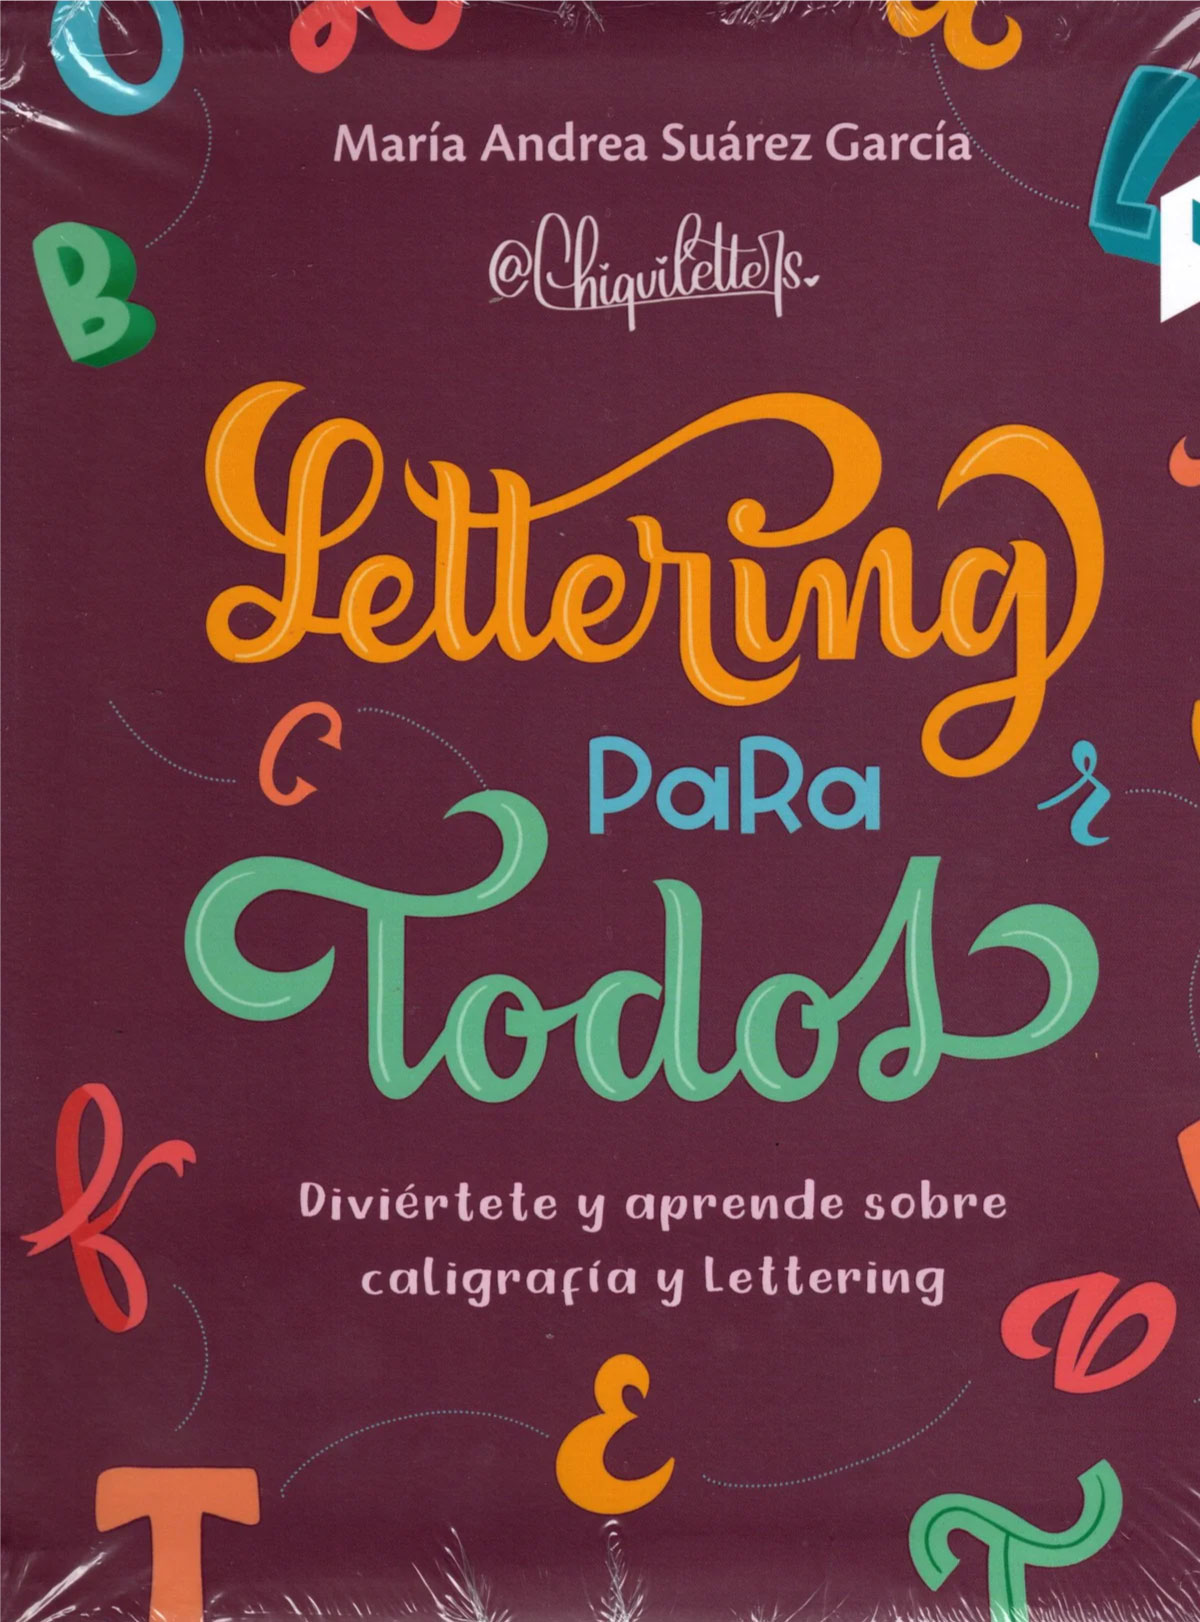 María Andrea Suárez García
@Chiquiletters
Lettering
PaRa
Todos
Diviértete y aprende sobre
caligrafía y Lettering